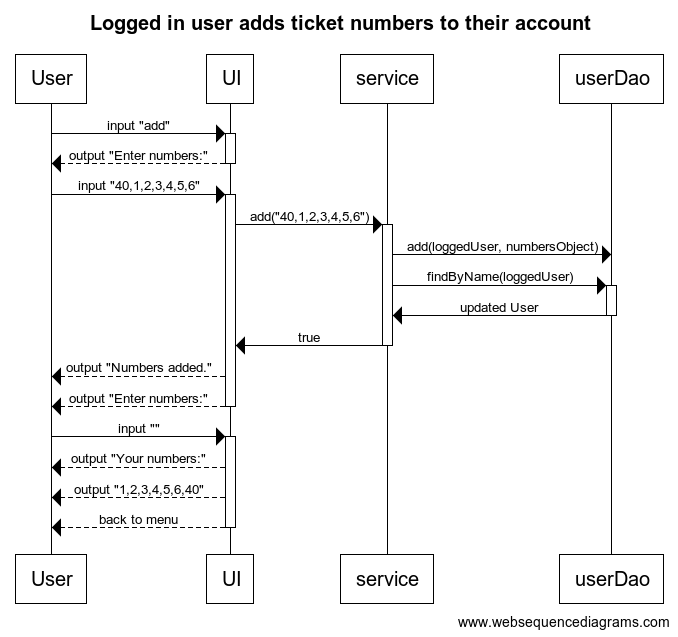 Logged in user adds ticket numbers to their account
User
UI
service
userDao
input "add"
output "Enter numbers:"
input "40,1,2,3,4,5,6"
add("40,1,2,3,4,5,6")
add(loggedUser, numbersObject)
findByName(loggedUser)
updated User
true
output "Numbers added."
output "Enter numbers:"
input ""
output "Your numbers:"
output "1,2,3,4,5,6,40"
back to menu
User
UI
service
userDao
www.websequencediagrams.com